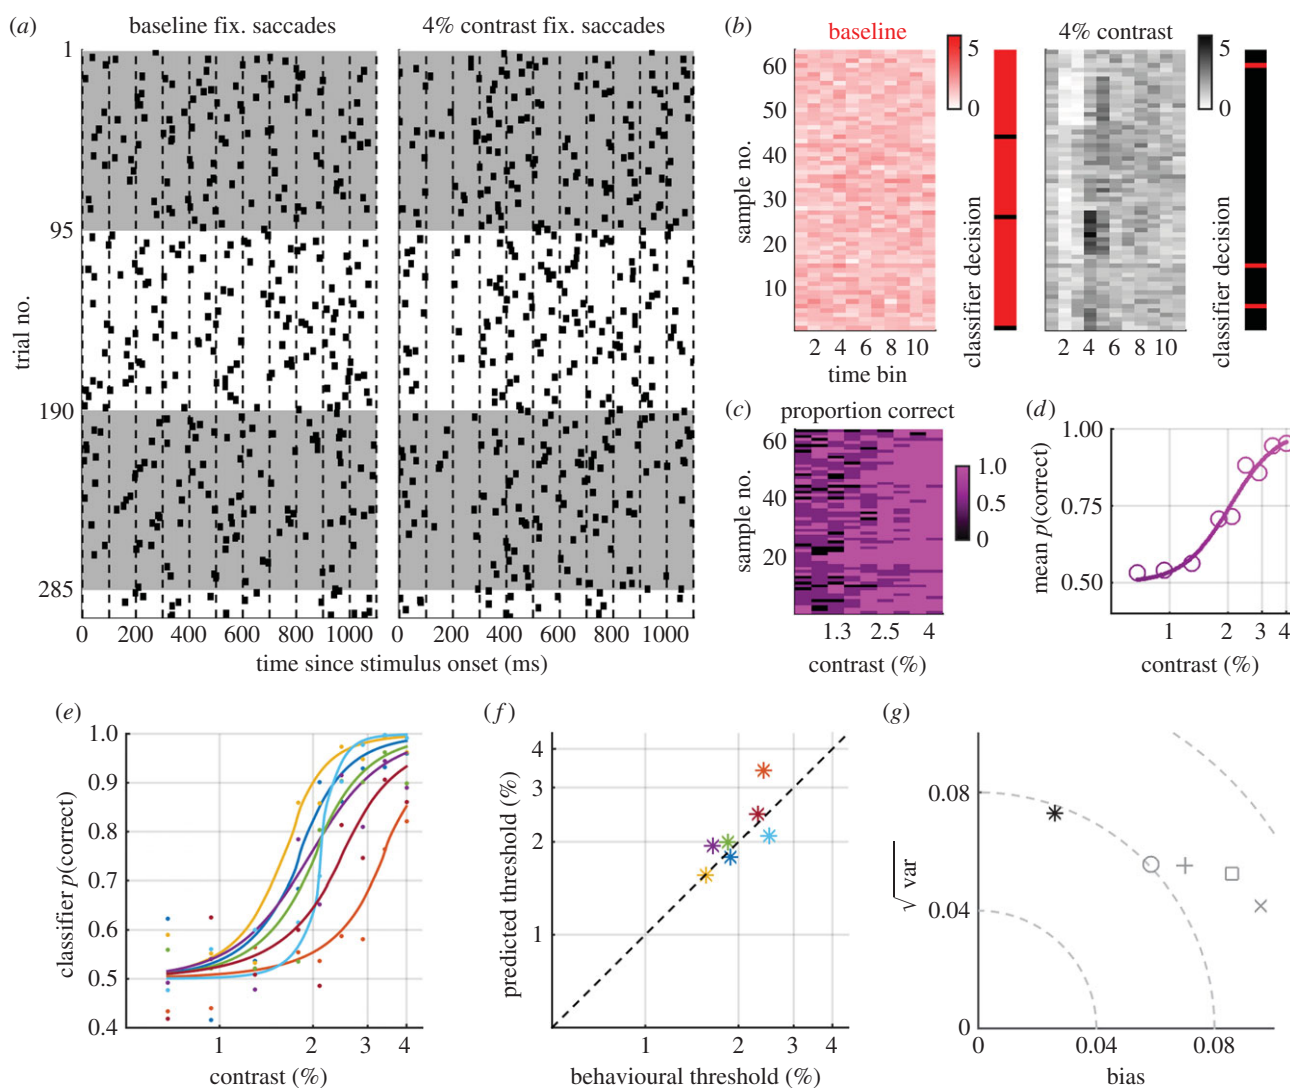 (a) baseline fix. saccades 4% contrast fix. saccades
1
95
190
285
trial no.
0 200 400 600 800 1000 0 200 400 600 800 1000
time since stimulus onset (ms)
(b) baseline 4% contrast
5
0
5
0
60
50
40
30
20
10
sample no.
classifier decision
classifier decision
2 4 6 8 10 2 4 6 8 10
time bin
(c) proportion correct
60
40
20
sample no.
1.0
0.5
0
1.3 2.5 4
contrast (%)
(d)
1.00
0.75
0.50
mean p(correct)
1 2 3 4
contrast (%)
(e)
1.0
0.9
0.8
0.7
0.6
0.5
0.4
classifier p(correct)
1 2 3 4
contrast (%)
(f)
4
3
2
1
predicted threshold (%)
1 2 3 4
behavioural threshold (%)
(g)
0.08
0.04
0
√var
0 0.04 0.08
bias